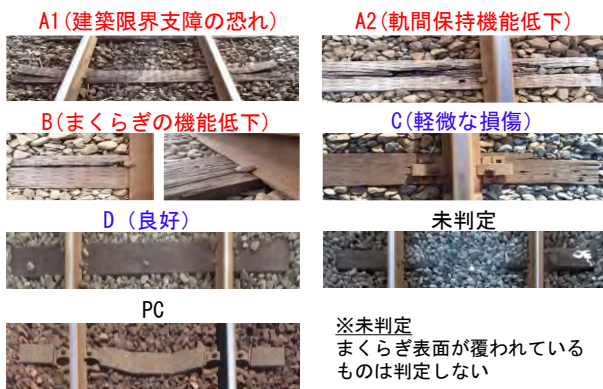 A1(建築限界支障の恐れ)
A2(軌間保持機能低下)
B(まくらぎの機能低下)
C(軽微な損傷)
D（良好）
未判定
PC
※未判定
まくらぎ表面が覆われている
ものは判定しない